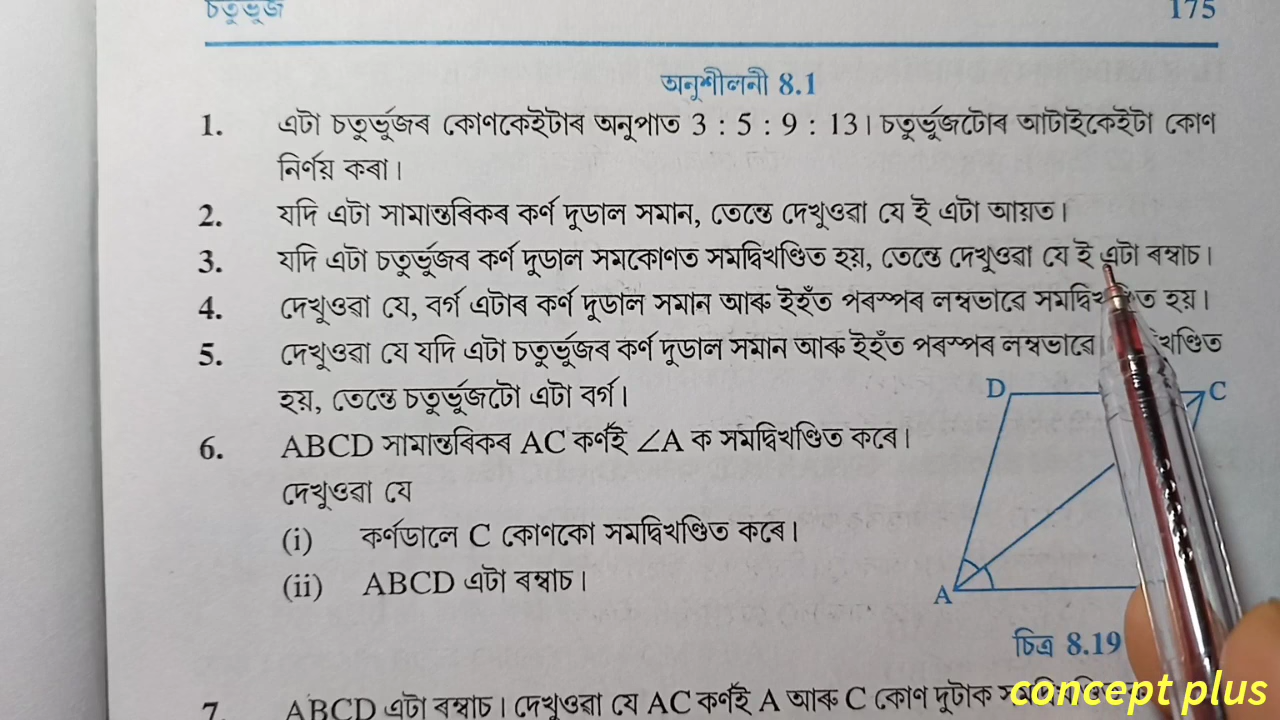 চতুৰ্ভুজ 175
অনুশীলনী 8.1
1. এটা চতুৰ্ভুজৰ কোণকেইটাৰ অনুপাত 3 : 5 : 9 : 13। চতুৰ্ভুজটোৰ আটাইকেইটা কোণ
নিৰ্ণয় কৰা।
2. যদি এটা সামান্তৰিকৰ কৰ্ণ দুডাল সমান, তেন্তে দেখুওৱা যে ই এটা আয়ত।
3. যদি এটা চতুৰ্ভুজৰ কৰ্ণ দুডাল সমকোণত সমদ্বিখণ্ডিত হয়, তেন্তে দেখুওৱা যে ই এটা ৰম্বাচ।
4. দেখুওৱা যে, বৰ্গ এটাৰ কৰ্ণ দুডাল সমান আৰু ইহঁত পৰস্পৰ লম্বভাৱে হয়।
5. দেখুওৱা যে যদি এটা চতুৰ্ভুজৰ কৰ্ণ দুডাল সমান আৰু ইহঁত পৰস্পৰ লম্বভাৱে
হয়, তেন্তে চতুৰ্ভুজটো এটা বৰ্গ।
D C
6. ABCD সামান্তৰিকৰ AC কৰ্ণই ∠A ক সমদ্বিখণ্ডিত কৰে।
দেখুওৱা যে
(i) কৰ্ণডালে C কোণকো সমদ্বিখণ্ডিত কৰে।
(ii) ABCD এটা ৰম্বাচ।
A
চিত্ৰ 8.19
7. ABCD এটা ৰম্বাচ। দেখুওৱা যে AC কৰ্ণই A আৰু C কোণ দুটাক
concept plus